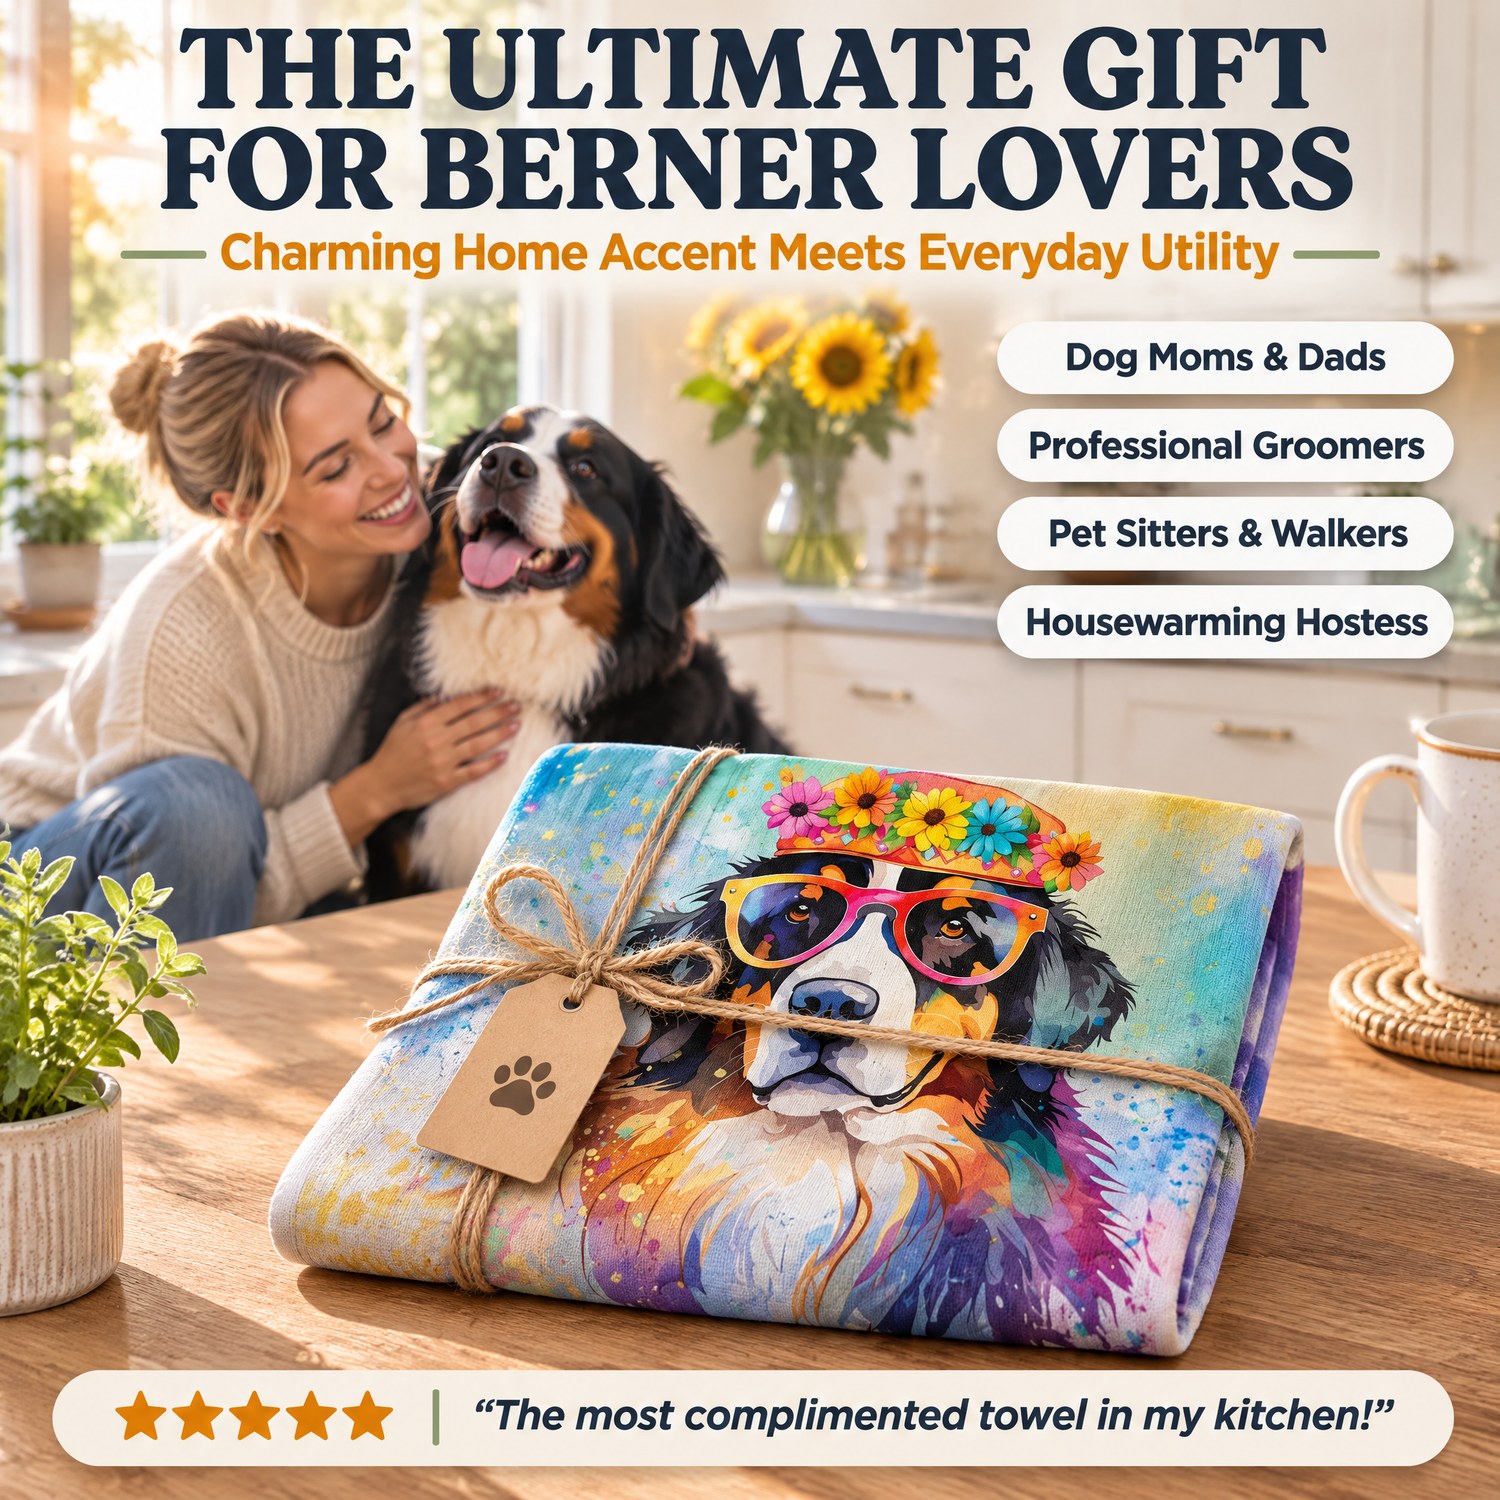 THE ULTIMATE GIFT
FOR BERNER LOVERS
Charming Home Accent Meets Everyday Utility
Dog Moms & Dads
Professional Groomers
Pet Sitters & Walkers
Housewarming Hostess
“The most complimented towel in my kitchen!”